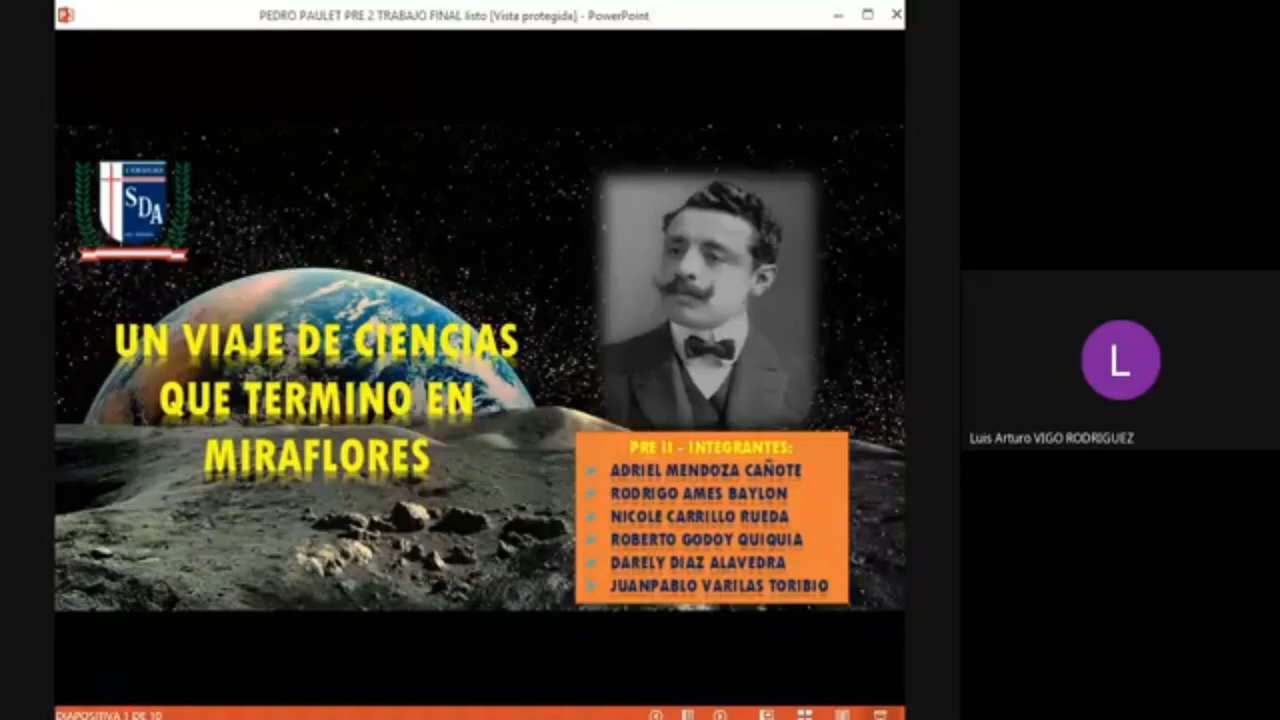 PEDRO PAULET PRE 2 TRABAJO FINAL listo [Vista protegida] - PowerPoint
SDA
UN VIAJE DE CIENCIAS
QUE TERMINO EN
MIRAFLORES
PRE II - INTEGRANTES:
ADRIEL MENDOZA CAÑOTE
RODRIGO AMES BAYLON
NICOLE CARRILLO RUEDA
ROBERTO GODOY QUIQUIA
DARELY DIAZ ALAVEDRA
JUANPABLO VARILAS TORIBIO
L
Luis Arturo VIGO RODRIGUEZ
DIAPOSITIVA 1 DE 10